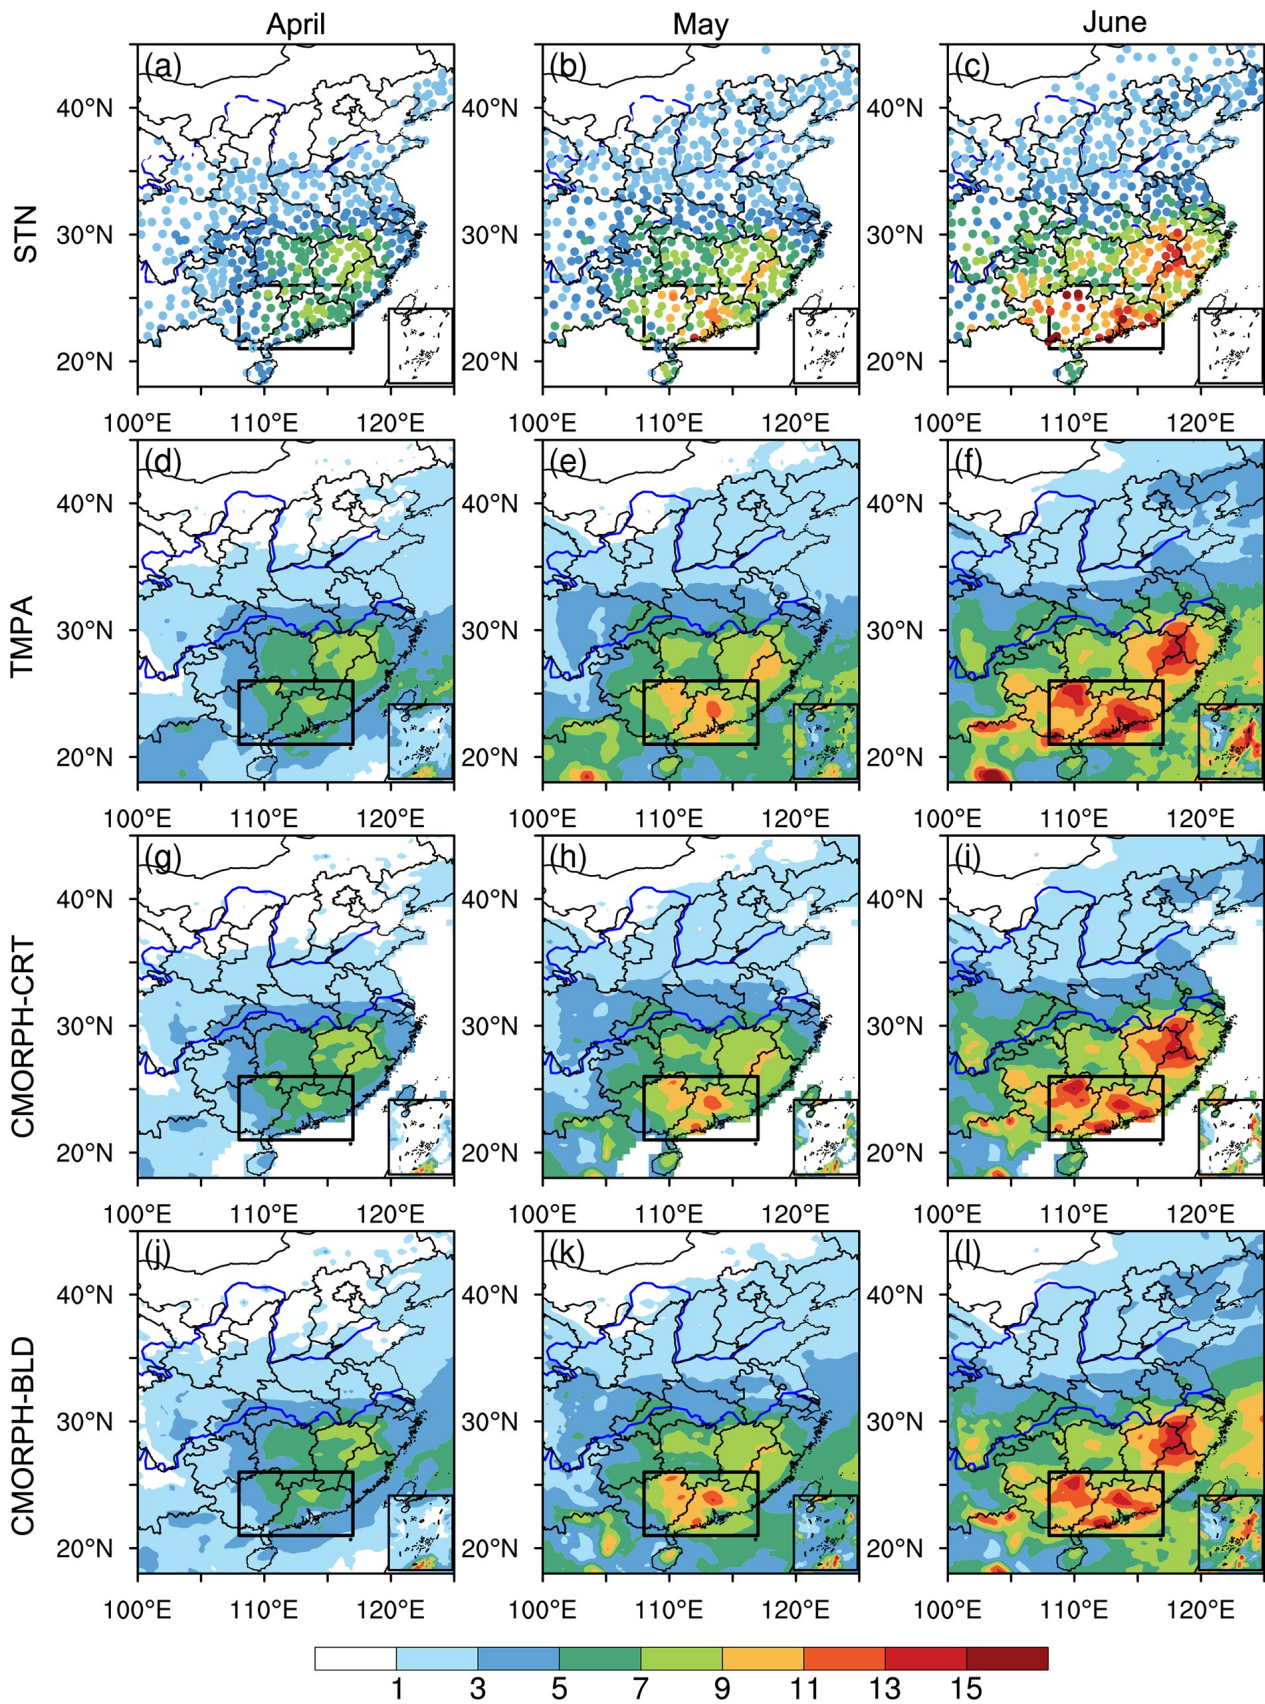 April May June
STN
(a) (b) (c)
40°N 40°N 40°N
30°N 30°N 30°N
20°N 20°N 20°N
100°E 110°E 120°E 100°E 110°E 120°E 100°E 110°E 120°E
TMPA
(d) (e) (f)
40°N 40°N 40°N
30°N 30°N 30°N
20°N 20°N 20°N
100°E 110°E 120°E 100°E 110°E 120°E 100°E 110°E 120°E
CMORPH-CRT
(g) (h) (i)
40°N 40°N 40°N
30°N 30°N 30°N
20°N 20°N 20°N
100°E 110°E 120°E 100°E 110°E 120°E 100°E 110°E 120°E
CMORPH-BLD
(j) (k) (l)
40°N 40°N 40°N
30°N 30°N 30°N
20°N 20°N 20°N
100°E 110°E 120°E 100°E 110°E 120°E 100°E 110°E 120°E
1 3 5 7 9 11 13 15